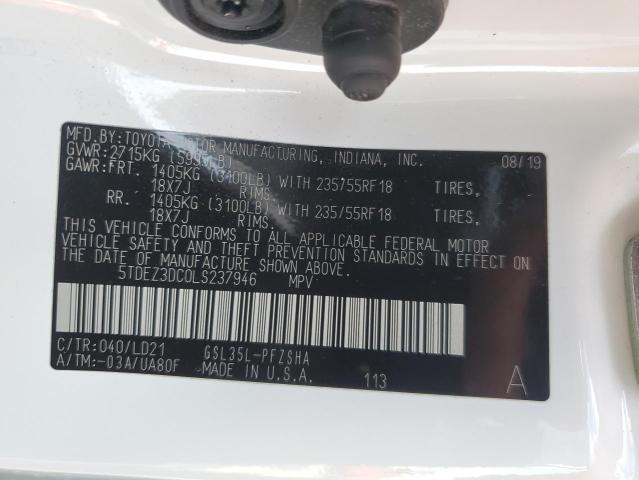 MFD.BY:TOYOTA MOTOR MANUFACTURING, INDIANA, INC. 08/19
GVWR:2715KG (5995LB)
GAWR:FRT. 1405KG (3100LB) WITH 235/55RF18 TIRES,
18X7J RIMS.
RR. 1405KG (3100LB) WITH 235/55RF18 TIRES,
18X7J RIMS.
THIS VEHICLE CONFORMS TO ALL APPLICABLE FEDERAL MOTOR
VEHICLE SAFETY AND THEFT PREVENTION STANDARDS IN EFFECT ON
THE DATE OF MANUFACTURE SHOWN ABOVE.
5TDEZ3DC0LS237946 MPV
C/TR:040/LD21 GSL35L-PFZSHA
A/TM:-03A/UA80F MADE IN U.S.A. 113 A